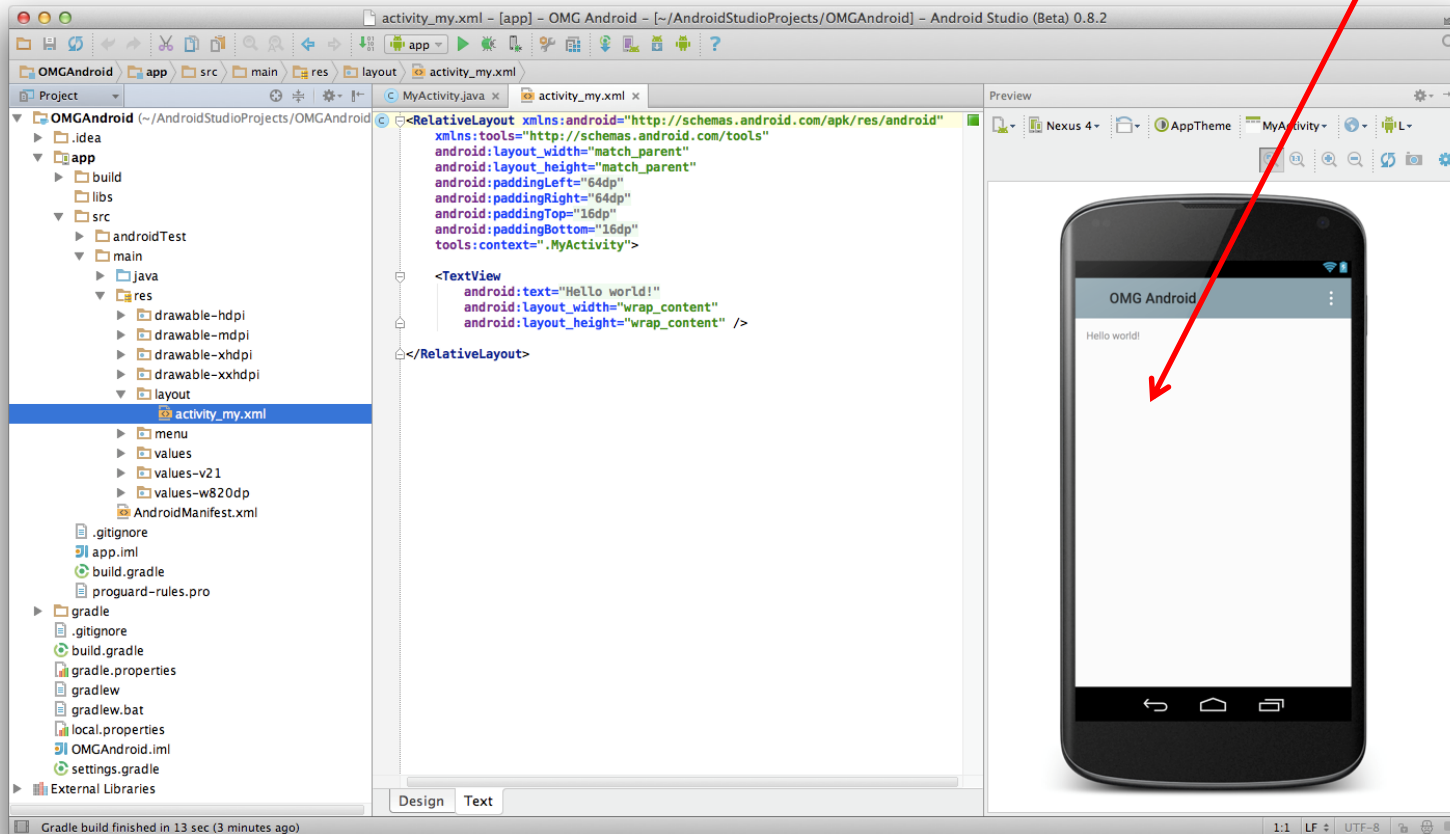 activity_my.xml – [app] – OMG Android – [~/AndroidStudioProjects/OMGAndroid] – Android Studio (Beta) 0.8.2
app
OMGAndroid app src main res layout activity_my.xml
Project
MyActivity.java activity_my.xml
Preview
OMGAndroid (~/AndroidStudioProjects/OMGAndroid
.idea
app
build
libs
src
androidTest
main
java
res
drawable-hdpi
drawable-mdpi
drawable-xhdpi
drawable-xxhdpi
layout
activity_my.xml
menu
values
values-v21
values-w820dp
AndroidManifest.xml
.gitignore
app.iml
build.gradle
proguard-rules.pro
gradle
.gitignore
build.gradle
gradle.properties
gradlew
gradlew.bat
local.properties
OMGAndroid.iml
settings.gradle
External Libraries
<RelativeLayout xmlns:android="http://schemas.android.com/apk/res/android"
xmlns:tools="http://schemas.android.com/tools"
android:layout_width="match_parent"
android:layout_height="match_parent"
android:paddingLeft="64dp"
android:paddingRight="64dp"
android:paddingTop="16dp"
android:paddingBottom="16dp"
tools:context=".MyActivity">
<TextView
android:text="Hello world!"
android:layout_width="wrap_content"
android:layout_height="wrap_content" />
</RelativeLayout>
Design Text
Nexus 4 AppTheme MyActivity L
OMG Android
Hello world!
Gradle build finished in 13 sec (3 minutes ago)
1:1 LF UTF-8